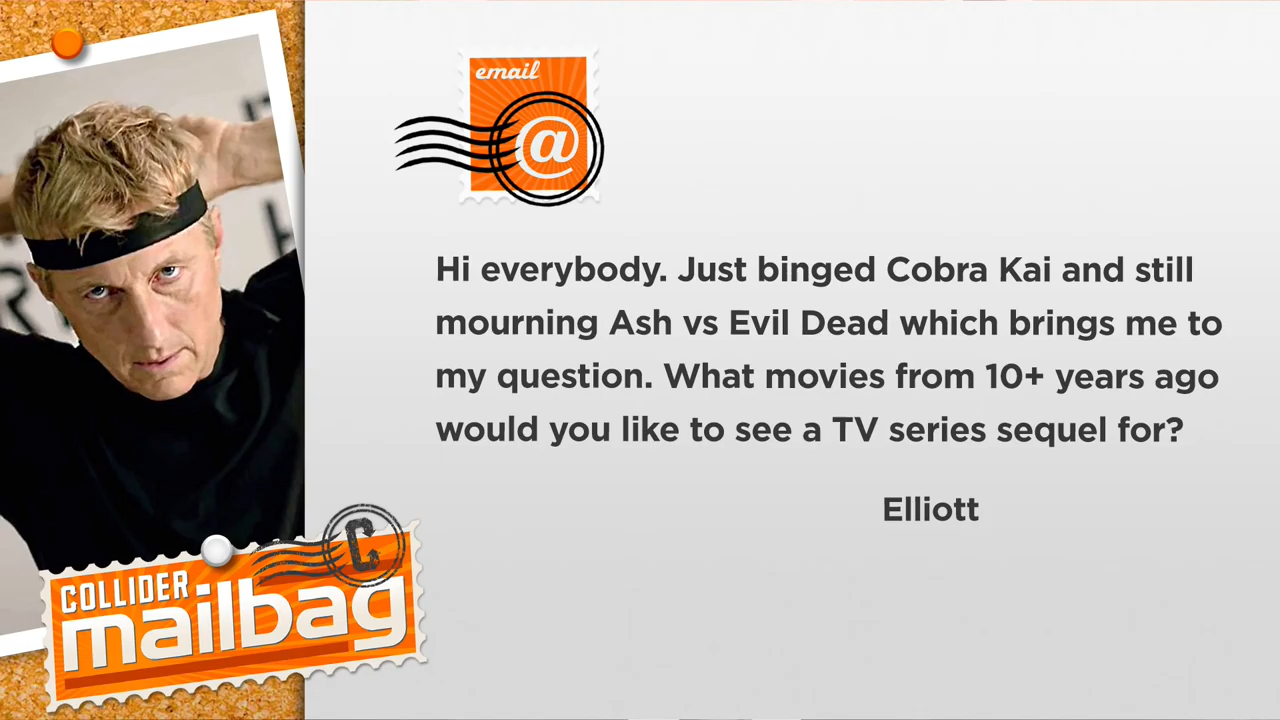 email
@
Hi everybody. Just binged Cobra Kai and still
mourning Ash vs Evil Dead which brings me to
my question. What movies from 10+ years ago
would you like to see a TV series sequel for?
Elliott
C
COLLIDER
mailbag